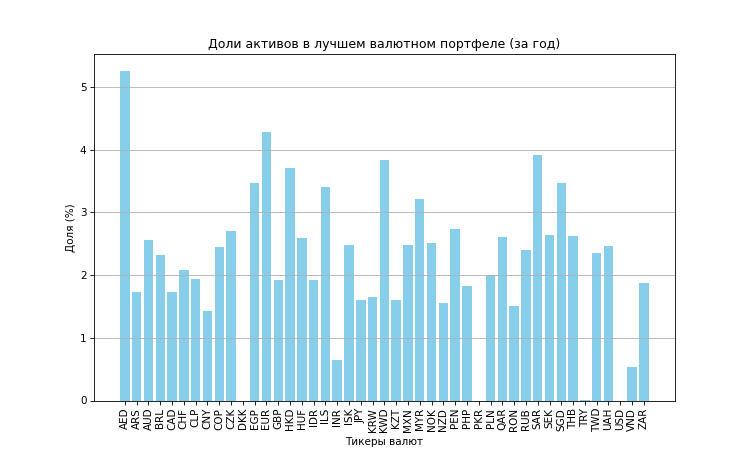 Доли активов в лучшем валютном портфеле (за год)
Доля (%)
5
4
3
2
1
0
AED ARS AUD BRL CAD CHF CLP CNY COP CZK DKK EGP EUR GBP HKD HUF IDR ILS INR ISK JPY KRW KWD KZT MXN MYR NOK NZD PEN PHP PKR PLN QAR RON RUB SAR SEK SGD THB TRY TWD UAH USD VND ZAR
Тикеры валют